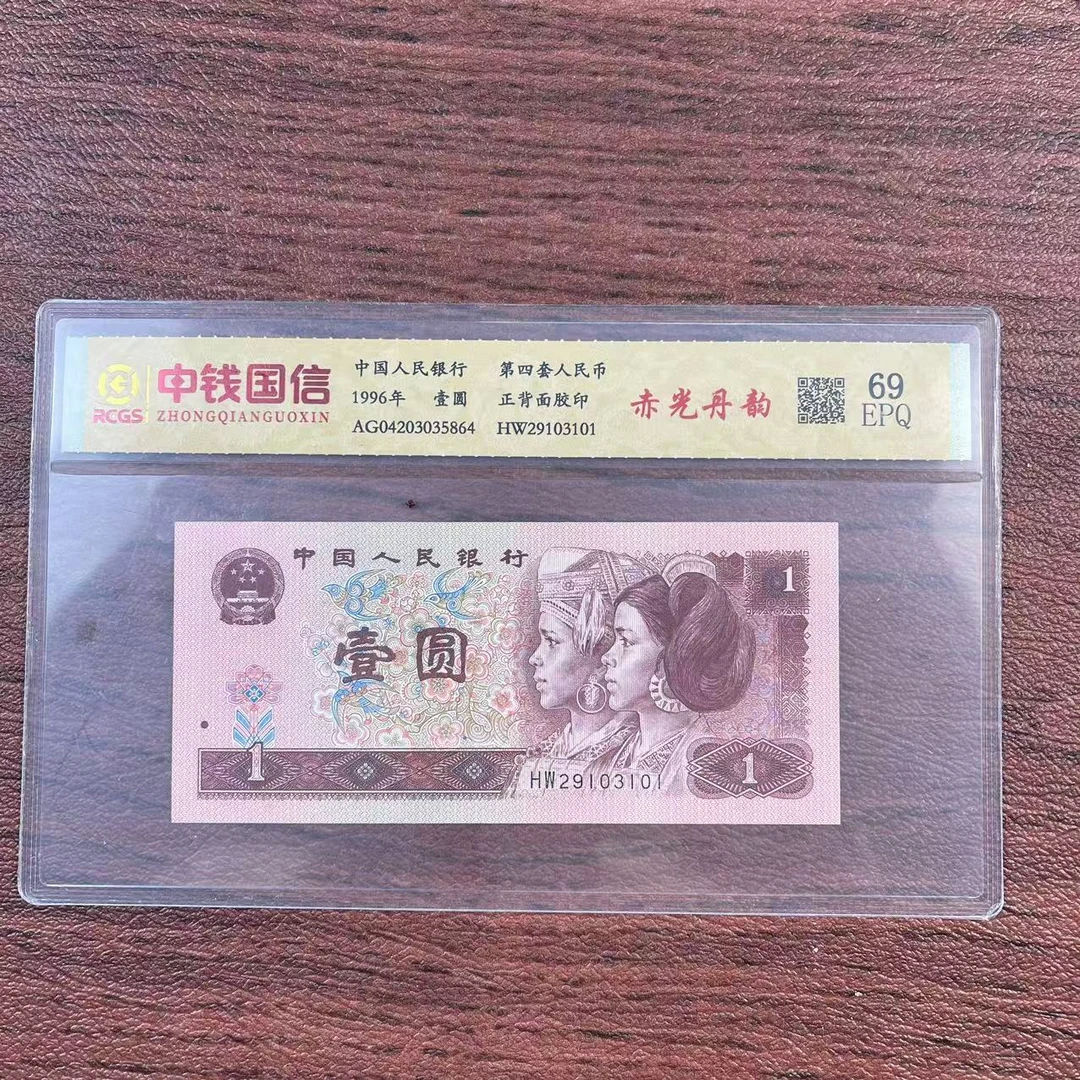 RCGS
中钱国信
ZHONGQIANGUOXIN
中国人民银行 第四套人民币
1996年 壹圆 正背面胶印
AG04203035864 HW29103101
赤光丹韵
69
EPQ
中国人民银行
1
壹圆
1
HW29103101
1